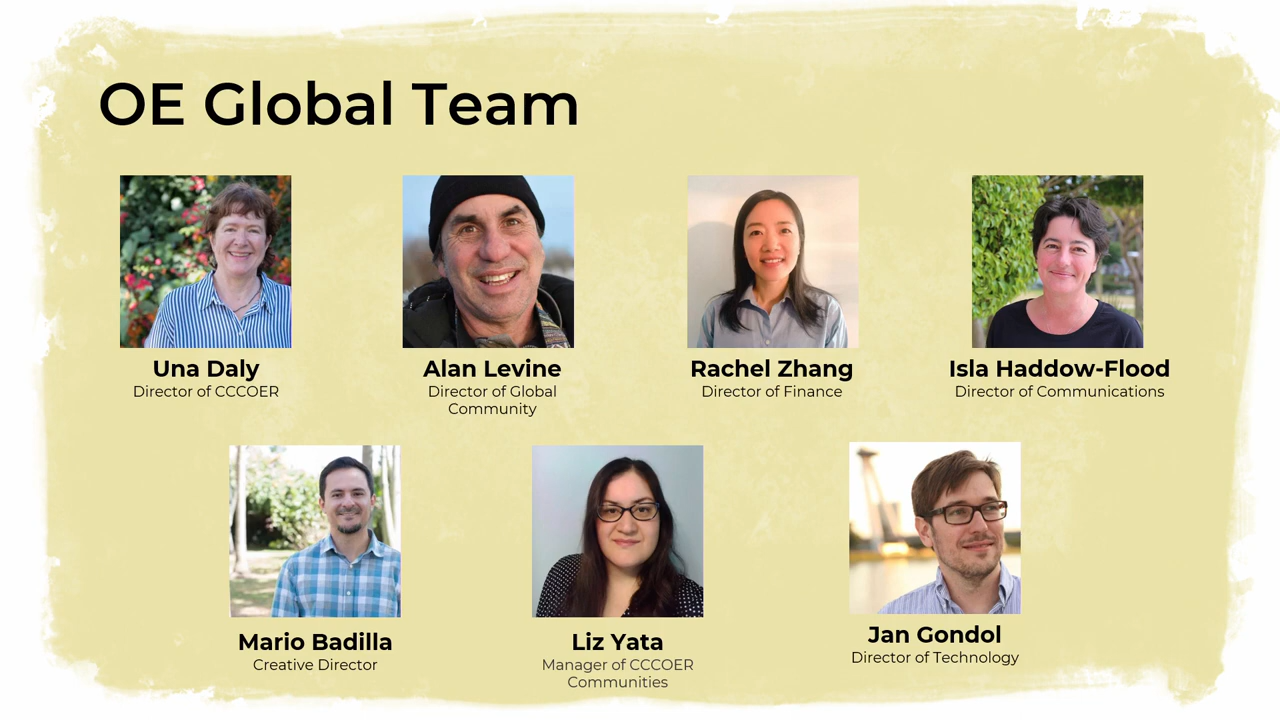 OE Global Team
Una Daly
Director of CCCOER
Alan Levine
Director of Global
Community
Rachel Zhang
Director of Finance
Isla Haddow-Flood
Director of Communications
Mario Badilla
Creative Director
Liz Yata
Manager of CCCOER
Communities
Jan Gondol
Director of Technology